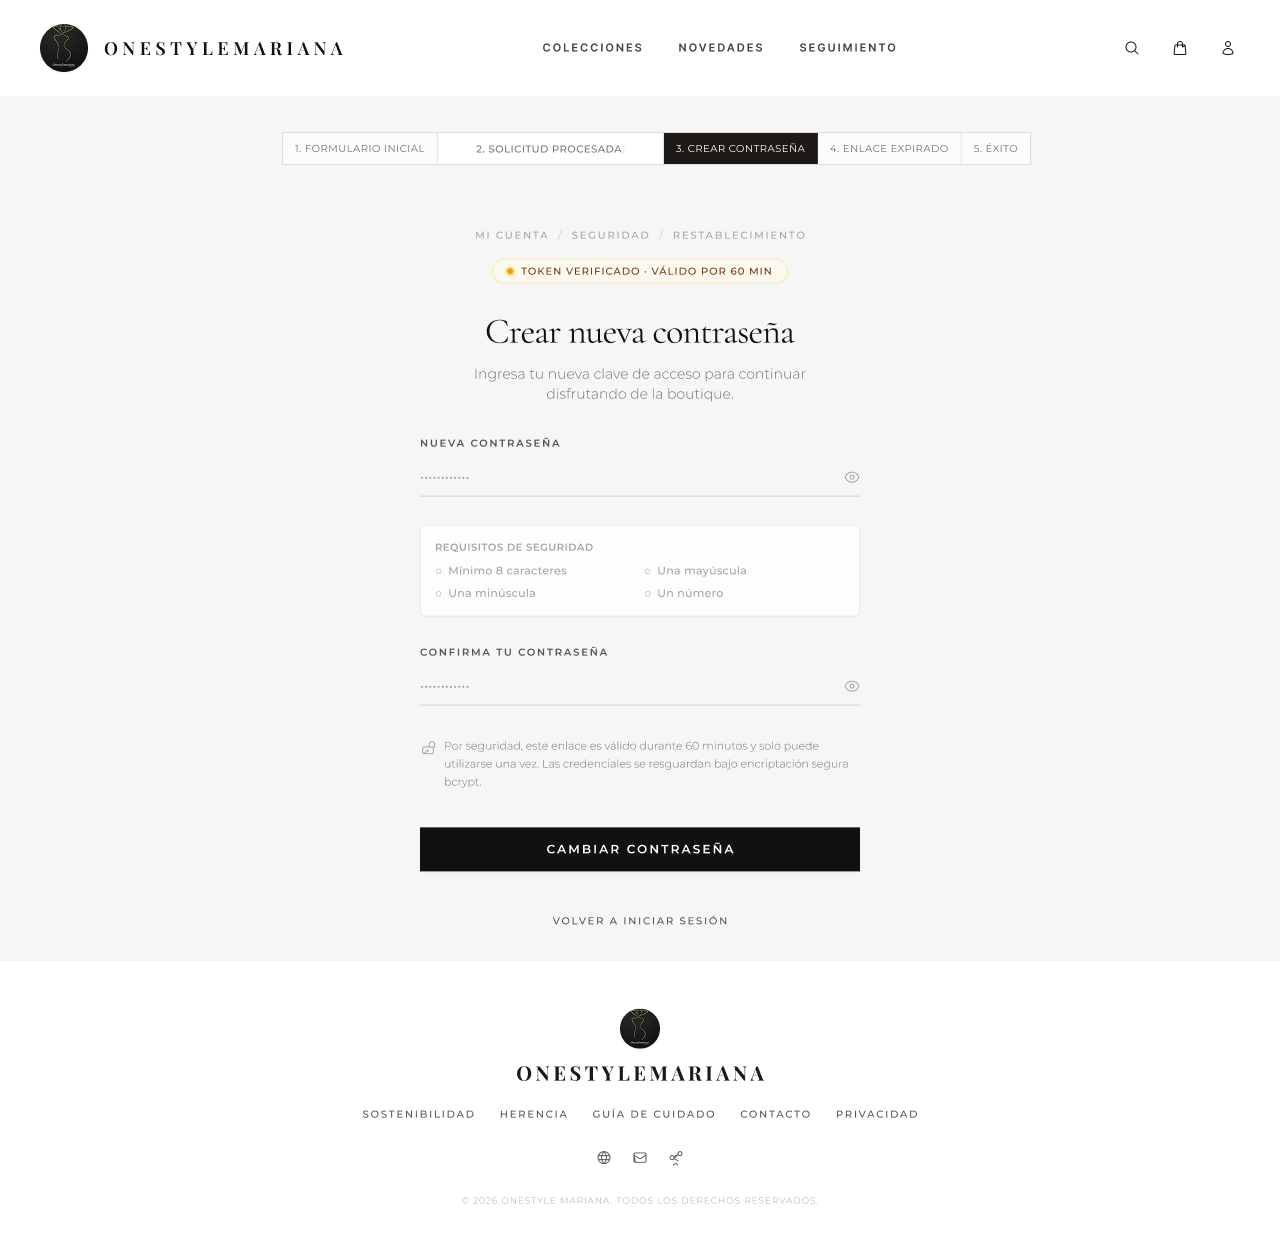 ONESTYLEMARIANA
COLECCIONES NOVEDADES SEGUIMIENTO
1. FORMULARIO INICIAL 2. SOLICITUD PROCESADA 3. CREAR CONTRASEÑA 4. ENLACE EXPIRADO 5. ÉXITO
MI CUENTA / SEGURIDAD / RESTABLECIMIENTO
TOKEN VERIFICADO · VÁLIDO POR 60 MIN
Crear nueva contraseña
Ingresa tu nueva clave de acceso para continuar
disfrutando de la boutique.
NUEVA CONTRASEÑA
••••••••••••
REQUISITOS DE SEGURIDAD
○ Mínimo 8 caracteres ○ Una mayúscula
○ Una minúscula ○ Un número
CONFIRMA TU CONTRASEÑA
••••••••••••
Por seguridad, este enlace es válido durante 60 minutos y solo puede
utilizarse una vez. Las credenciales se resguardan bajo encriptación segura
bcrypt.
CAMBIAR CONTRASEÑA
VOLVER A INICIAR SESIÓN
ONESTYLEMARIANA
SOSTENIBILIDAD HERENCIA GUÍA DE CUIDADO CONTACTO PRIVACIDAD
© 2026 ONESTYLE MARIANA. TODOS LOS DERECHOS RESERVADOS.